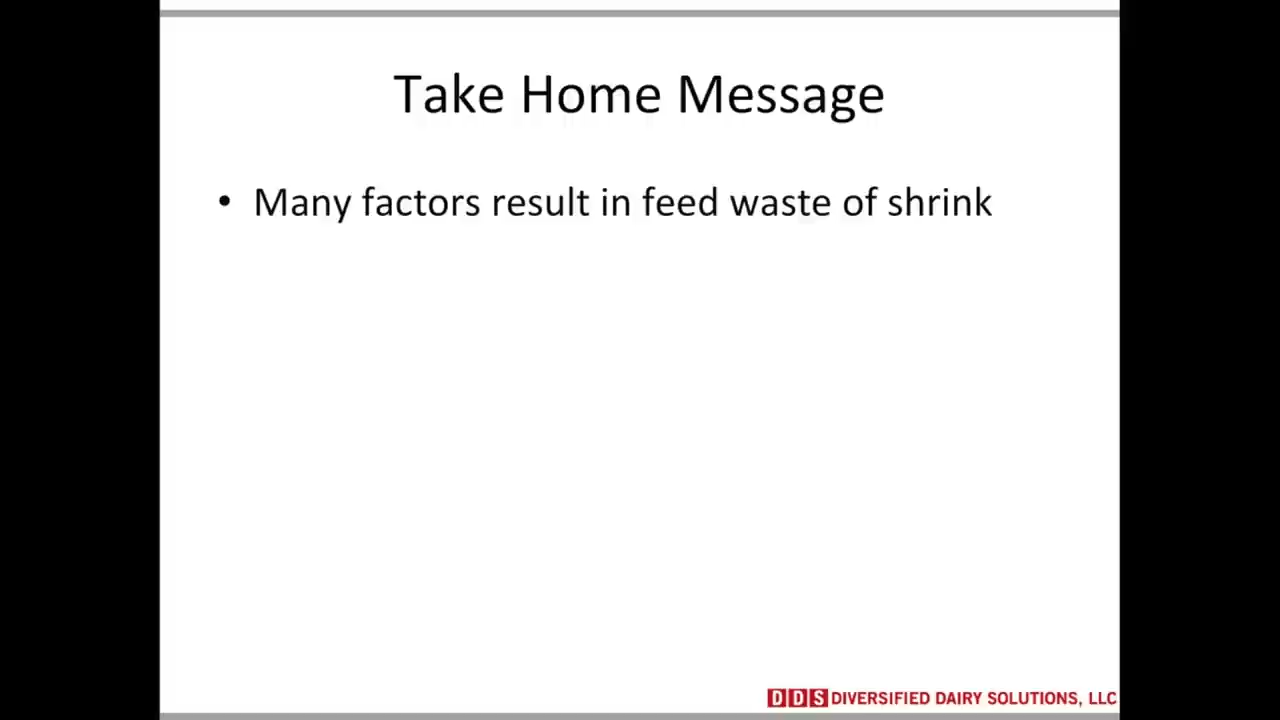 Take Home Message
• Many factors result in feed waste of shrink
DDS DIVERSIFIED DAIRY SOLUTIONS, LLC